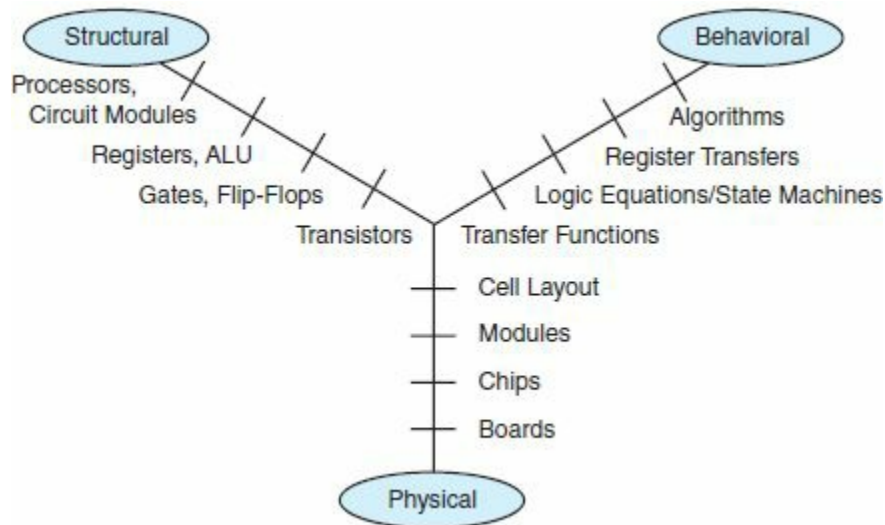 Structural
Behavioral
Processors,
Circuit Modules
Algorithms
Registers, ALU
Register Transfers
Gates, Flip-Flops
Logic Equations/State Machines
Transistors
Transfer Functions
Cell Layout
Modules
Chips
Boards
Physical